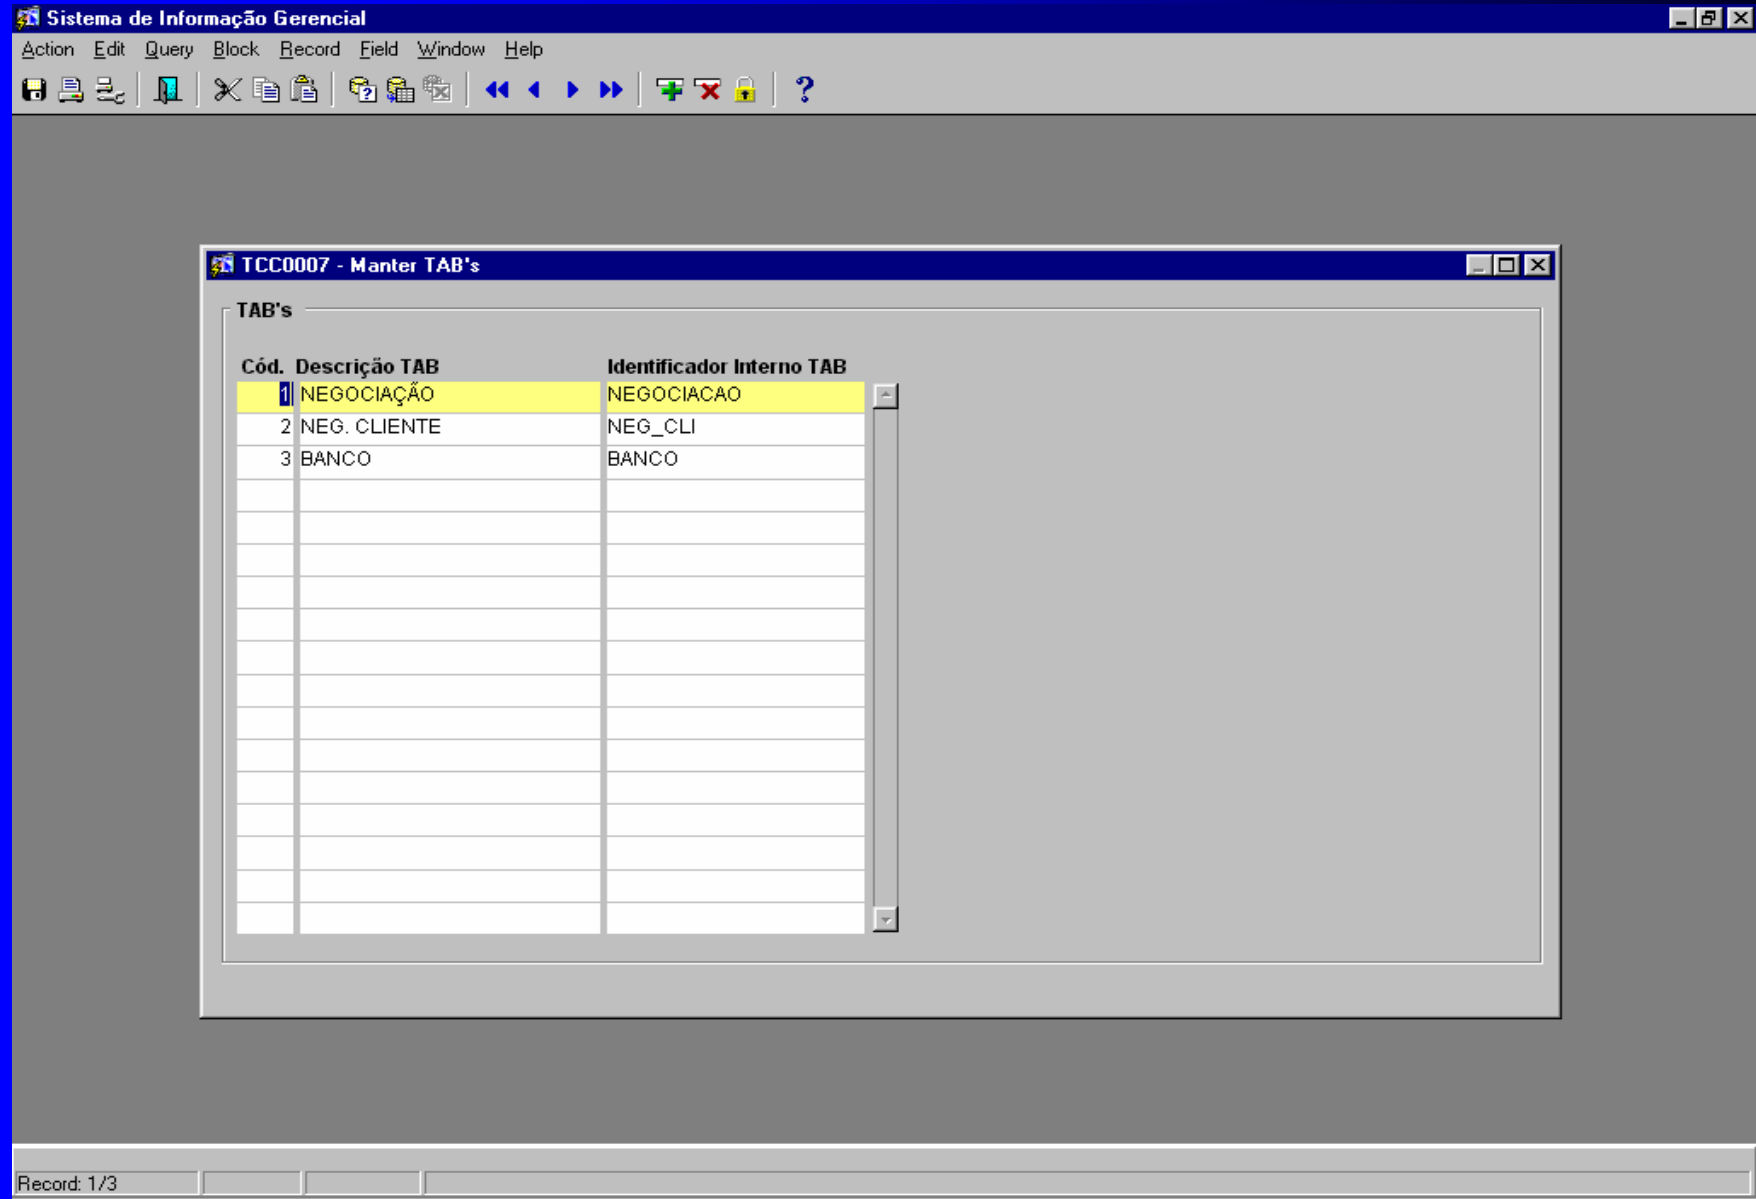 Sistema de Informação Gerencial
Action Edit Query Block Record Field Window Help
TCC0007 - Manter TAB's
TAB's
Cód. Descrição TAB Identificador Interno TAB
1 NEGOCIAÇÃO NEGOCIACAO
2 NEG. CLIENTE NEG_CLI
3 BANCO BANCO
Record: 1/3